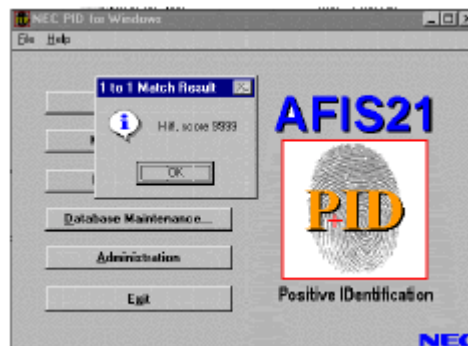 NEC PID for Windows
File Help
1 to 1 Match Result
Hit!, score 9999
OK
Database Maintenance...
Administration
Exit
AFIS21
PID
Positive IDentification
NEC